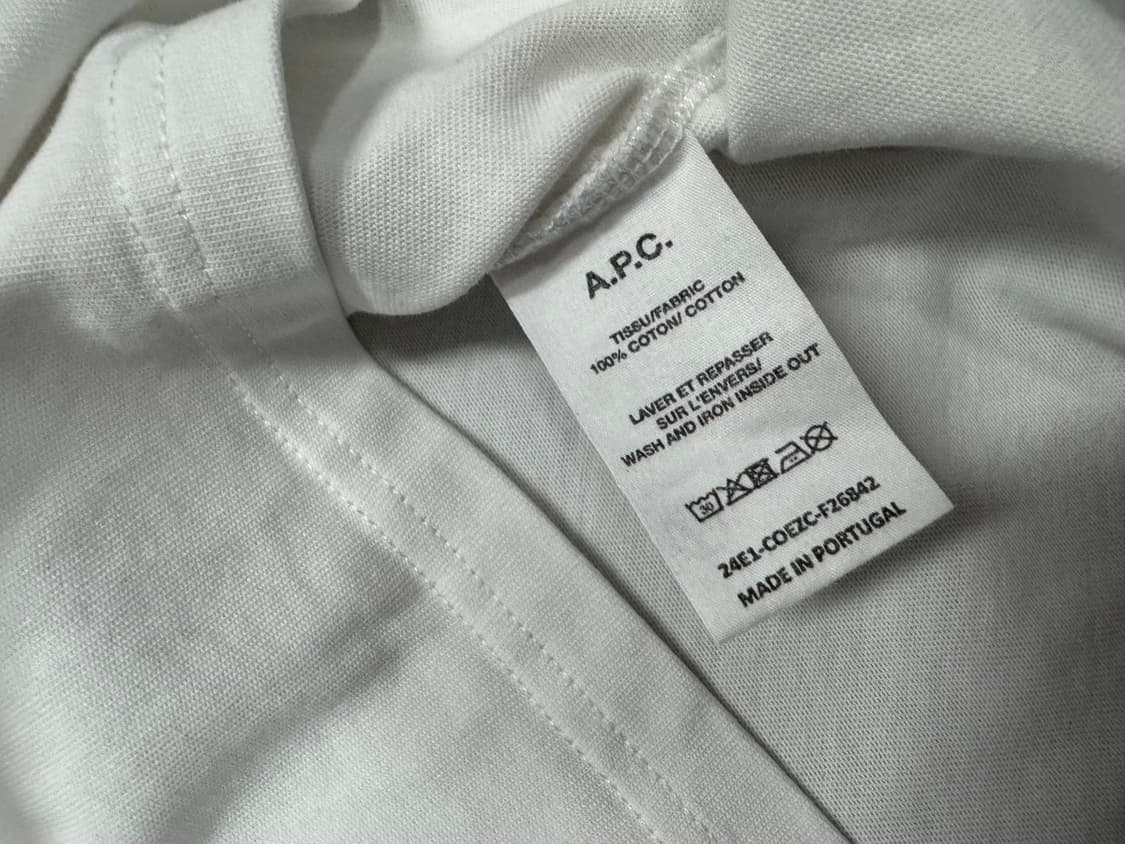 A.P.C.
TISSU/FABRIC
100% COTON/ COTTON
LAVER ET REPASSER
SUR L'ENVERS/
WASH AND IRON INSIDE OUT
30
24E1-COEZC-F26842
MADE IN PORTUGAL